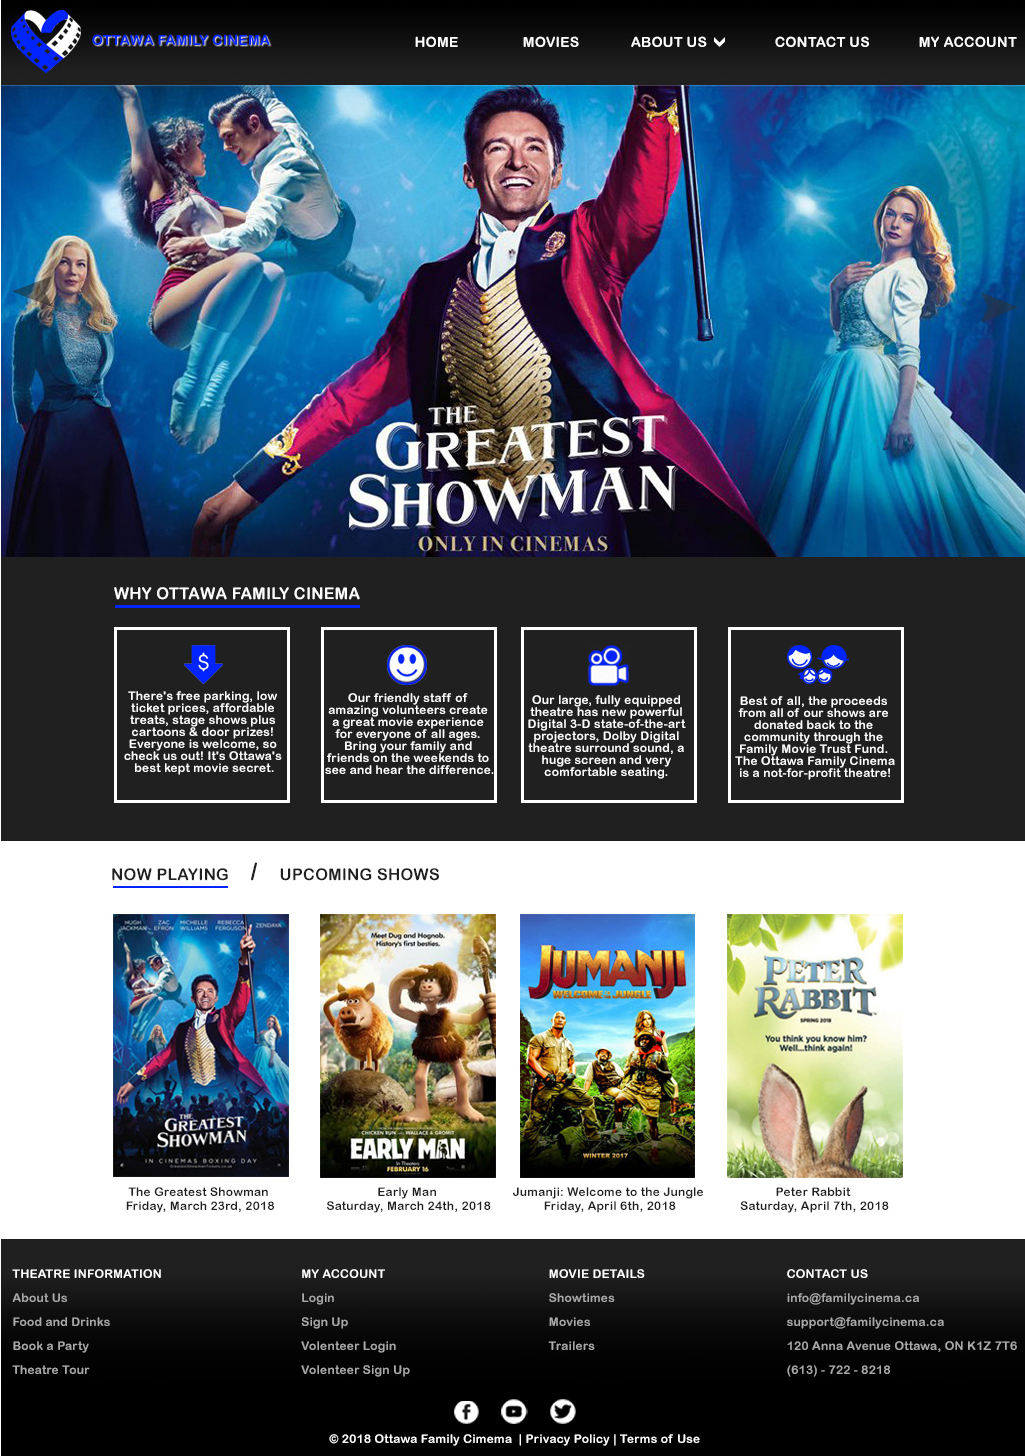 OTTAWA FAMILY CINEMA
HOME MOVIES ABOUT US CONTACT US MY ACCOUNT
THE
GREATEST
SHOWMAN
ONLY IN CINEMAS
WHY OTTAWA FAMILY CINEMA
$
There's free parking, low
ticket prices, affordable
treats, stage shows plus
cartoons & door prizes!
Everyone is welcome, so
check us out! It's Ottawa's
best kept movie secret.
Our friendly staff of
amazing volunteers create
a great movie experience
for everyone of all ages.
Bring your family and
friends on the weekends to
see and hear the difference.
Our large, fully equipped
theatre has new powerful
Digital 3-D state-of-the-art
projectors, Dolby Digital
theatre surround sound, a
huge screen and very
comfortable seating.
Best of all, the proceeds
from all of our shows are
donated back to the
community through the
Family Movie Trust Fund.
The Ottawa Family Cinema
is a not-for-profit theatre!
NOW PLAYING / UPCOMING SHOWS
HUGH JACKMAN ZAC EFRON MICHELLE WILLIAMS REBECCA FERGUSON ZENDAYA
THE
GREATEST
SHOWMAN
IN CINEMAS BOXING DAY
The Greatest Showman
Friday, March 23rd, 2018
Meet Dug and Hognob.
History's first besties.
CHICKEN RUN AND WALLACE & GROMIT
EARLY MAN
In Theaters
FEBRUARY 16
Early Man
Saturday, March 24th, 2018
JUMANJI
WELCOME TO THE JUNGLE
WINTER 2017
Jumanji: Welcome to the Jungle
Friday, April 6th, 2018
PETER
RABBIT
SPRING 2018
You think you know him?
Well...think again!
Peter Rabbit
Saturday, April 7th, 2018
THEATRE INFORMATION
About Us
Food and Drinks
Book a Party
Theatre Tour
MY ACCOUNT
Login
Sign Up
Volenteer Login
Volenteer Sign Up
MOVIE DETAILS
Showtimes
Movies
Trailers
CONTACT US
info@familycinema.ca
support@familycinema.ca
120 Anna Avenue Ottawa, ON K1Z 7T6
(613) - 722 - 8218
© 2018 Ottawa Family Cimema | Privacy Policy | Terms of Use